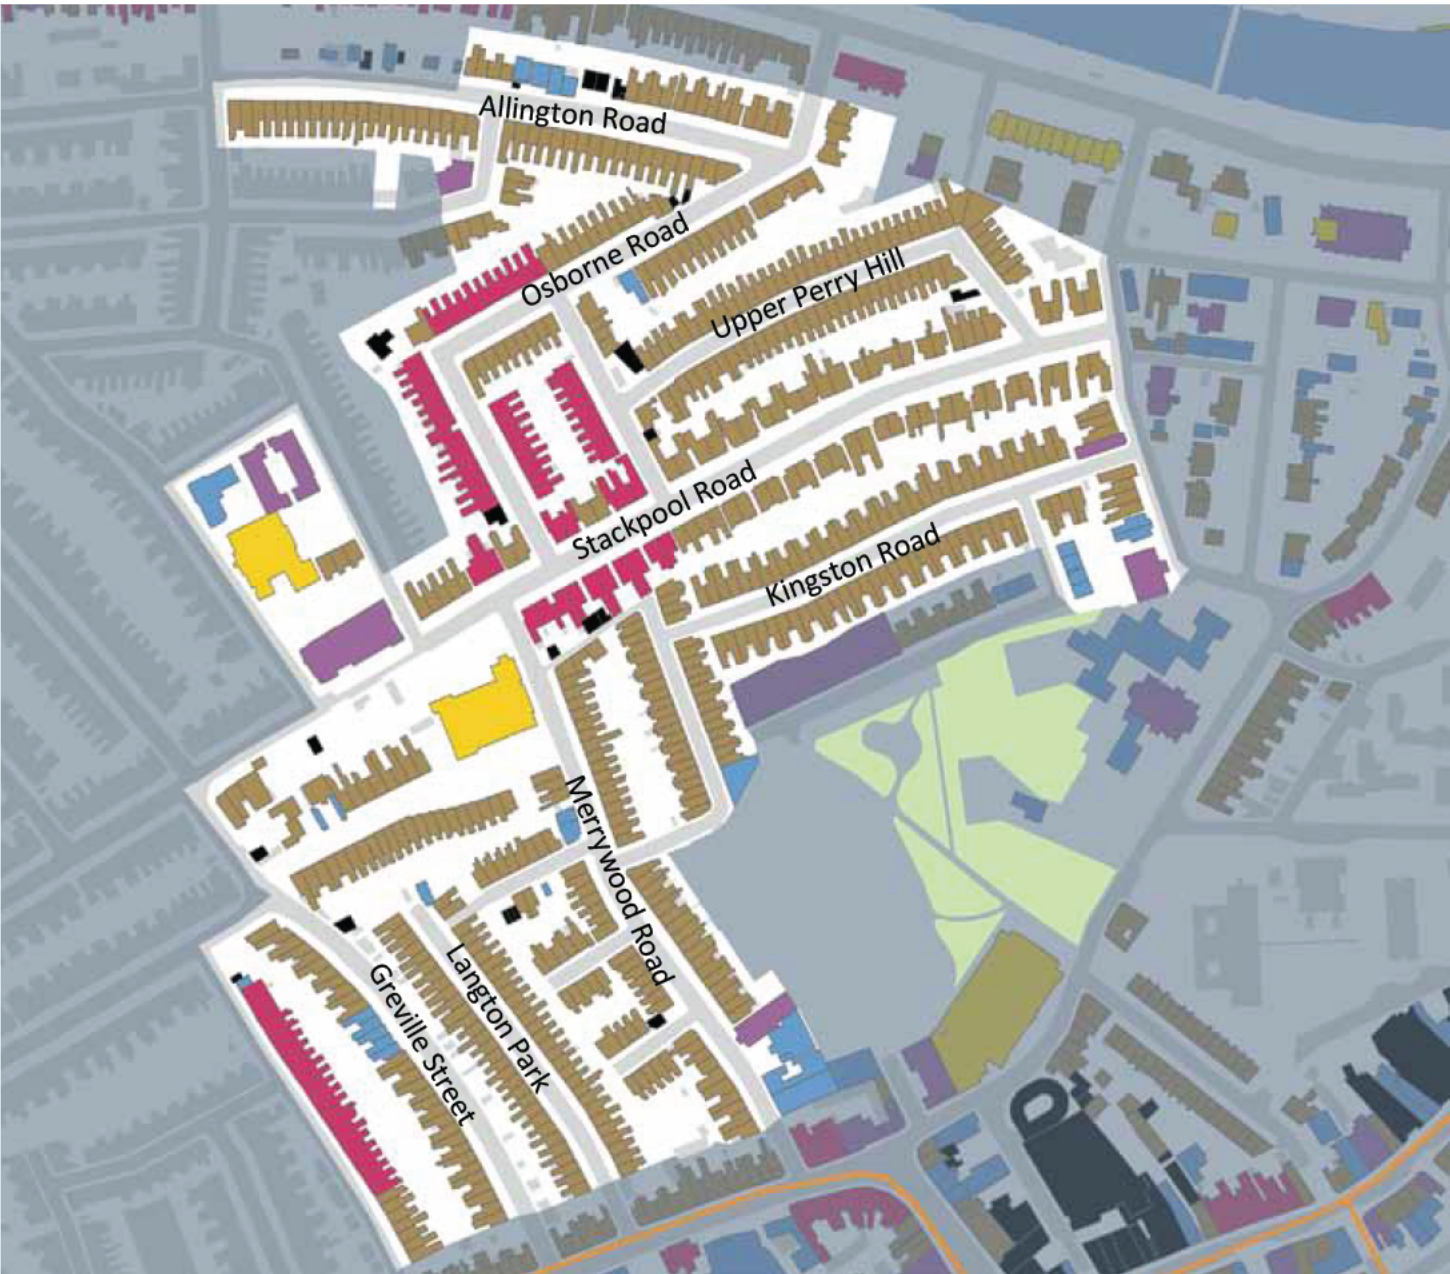 Allington Road
Osborne Road
Upper Perry Hill
Stackpool Road
Kingston Road
Merrywood Road
Langton Park
Greville Street